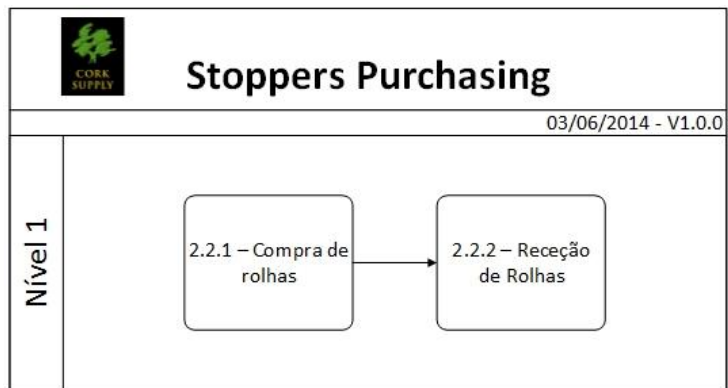 CORK
SUPPLY
Stoppers Purchasing
03/06/2014 - V1.0.0
Nível 1
2.2.1 – Compra de
rolhas
2.2.2 – Receção
de Rolhas